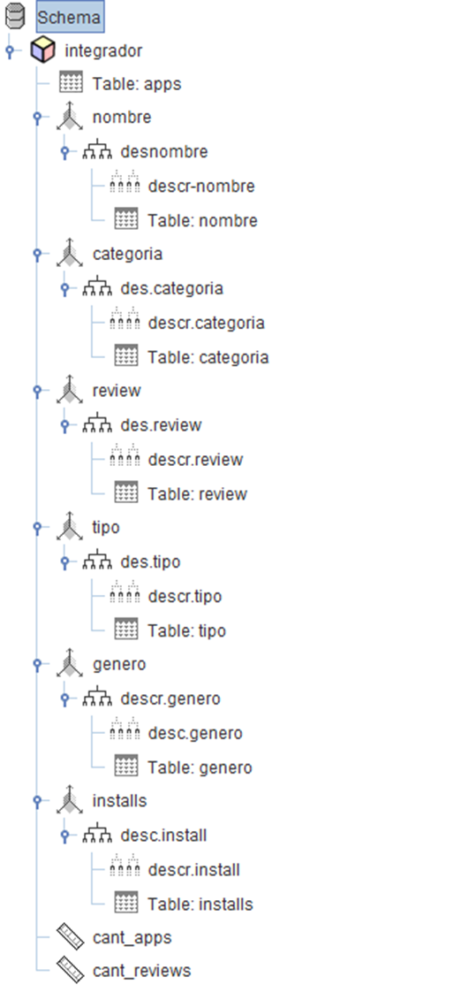 Schema
integrador
Table: apps
nombre
desnombre
descr-nombre
Table: nombre
categoria
des.categoria
descr.categoria
Table: categoria
review
des.review
descr.review
Table: review
tipo
des.tipo
descr.tipo
Table: tipo
genero
descr.genero
desc.genero
Table: genero
installs
desc.install
descr.install
Table: installs
cant_apps
cant_reviews